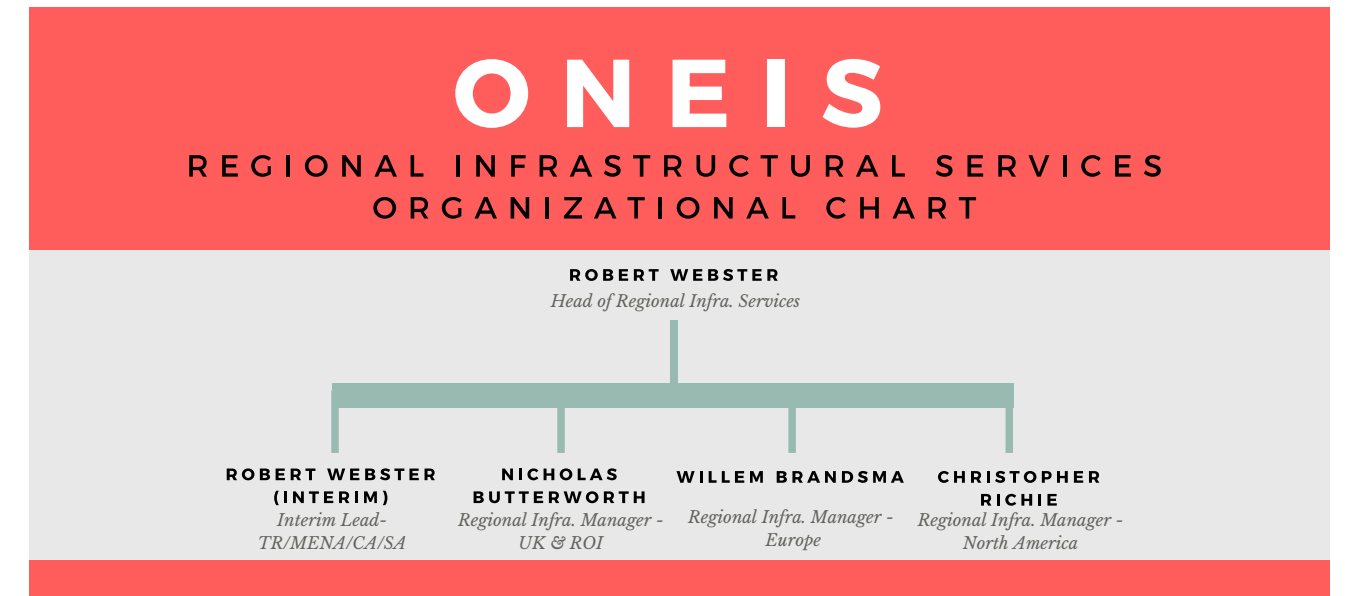 ONEIS
REGIONAL INFRASTRUCTURAL SERVICES
ORGANIZATIONAL CHART
ROBERT WEBSTER
Head of Regional Infra. Services
ROBERT WEBSTER
(INTERIM)
Interim Lead-
TR/MENA/CA/SA
NICHOLAS
BUTTERWORTH
Regional Infra. Manager -
UK & ROI
WILLEM BRANDSMA
Regional Infra. Manager -
Europe
CHRISTOPHER
RICHIE
Regional Infra. Manager -
North America